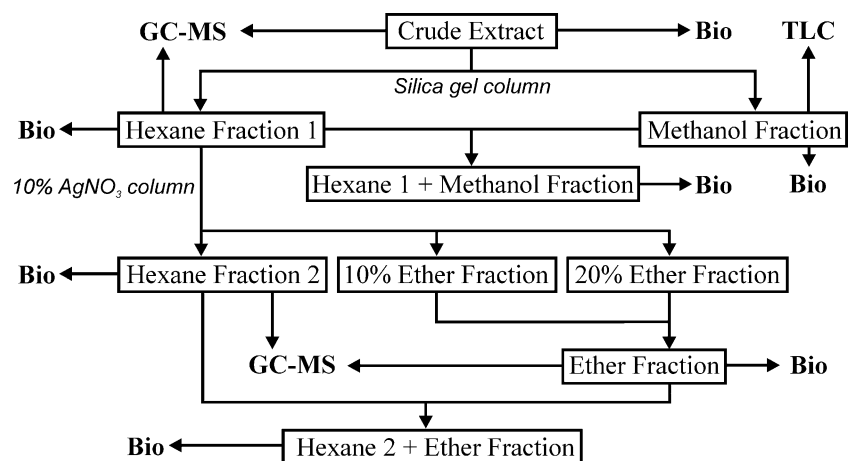 GC-MS
Crude Extract
Bio
TLC
Silica gel column
Bio
Hexane Fraction 1
Methanol Fraction
10% AgNO₃ column
Hexane 1 + Methanol Fraction
Bio
Bio
Bio
Hexane Fraction 2
10% Ether Fraction
20% Ether Fraction
GC-MS
Ether Fraction
Bio
Bio
Hexane 2 + Ether Fraction